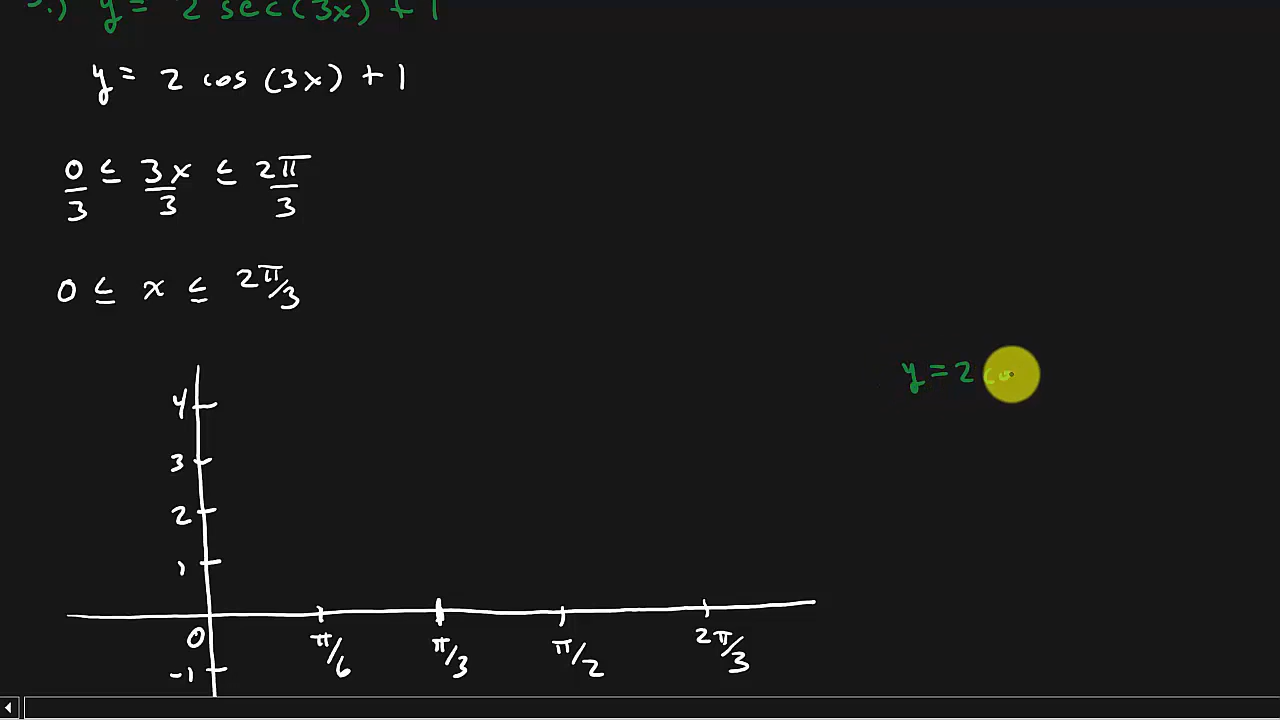 y = 2 sec(3x) + 1
y = 2 cos (3x) + 1
0/3 ≤ 3x/3 ≤ 2π/3
0 ≤ x ≤ 2π/3
y = 2 co
4
3
2
1
0 π/6 π/3 π/2 2π/3
-1